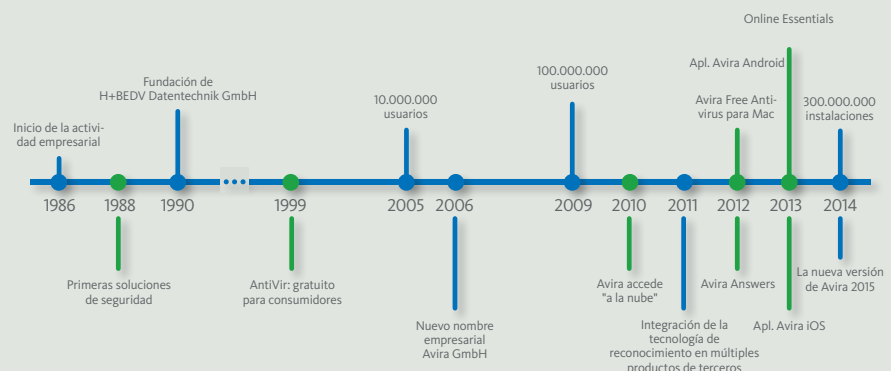 Online Essentials
Apl. Avira Android
Fundación de
H+BEDV Datentechnik GmbH
100.000.000
usuarios
10.000.000
usuarios
Avira Free Anti-
virus para Mac
300.000.000
instalaciones
Inicio de la activi-
dad empresarial
1986
1988
1990
1999
2005
2006
2009
2010
2011
2012
2013
2014
Primeras soluciones
de seguridad
AntiVir: gratuito
para consumidores
Avira accede
"a la nube"
Avira Answers
La nueva versión
de Avira 2015
Nuevo nombre
empresarial
Avira GmbH
Integración de la
tecnología de
reconocimiento en múltiples
productos de terceros
Apl. Avira iOS